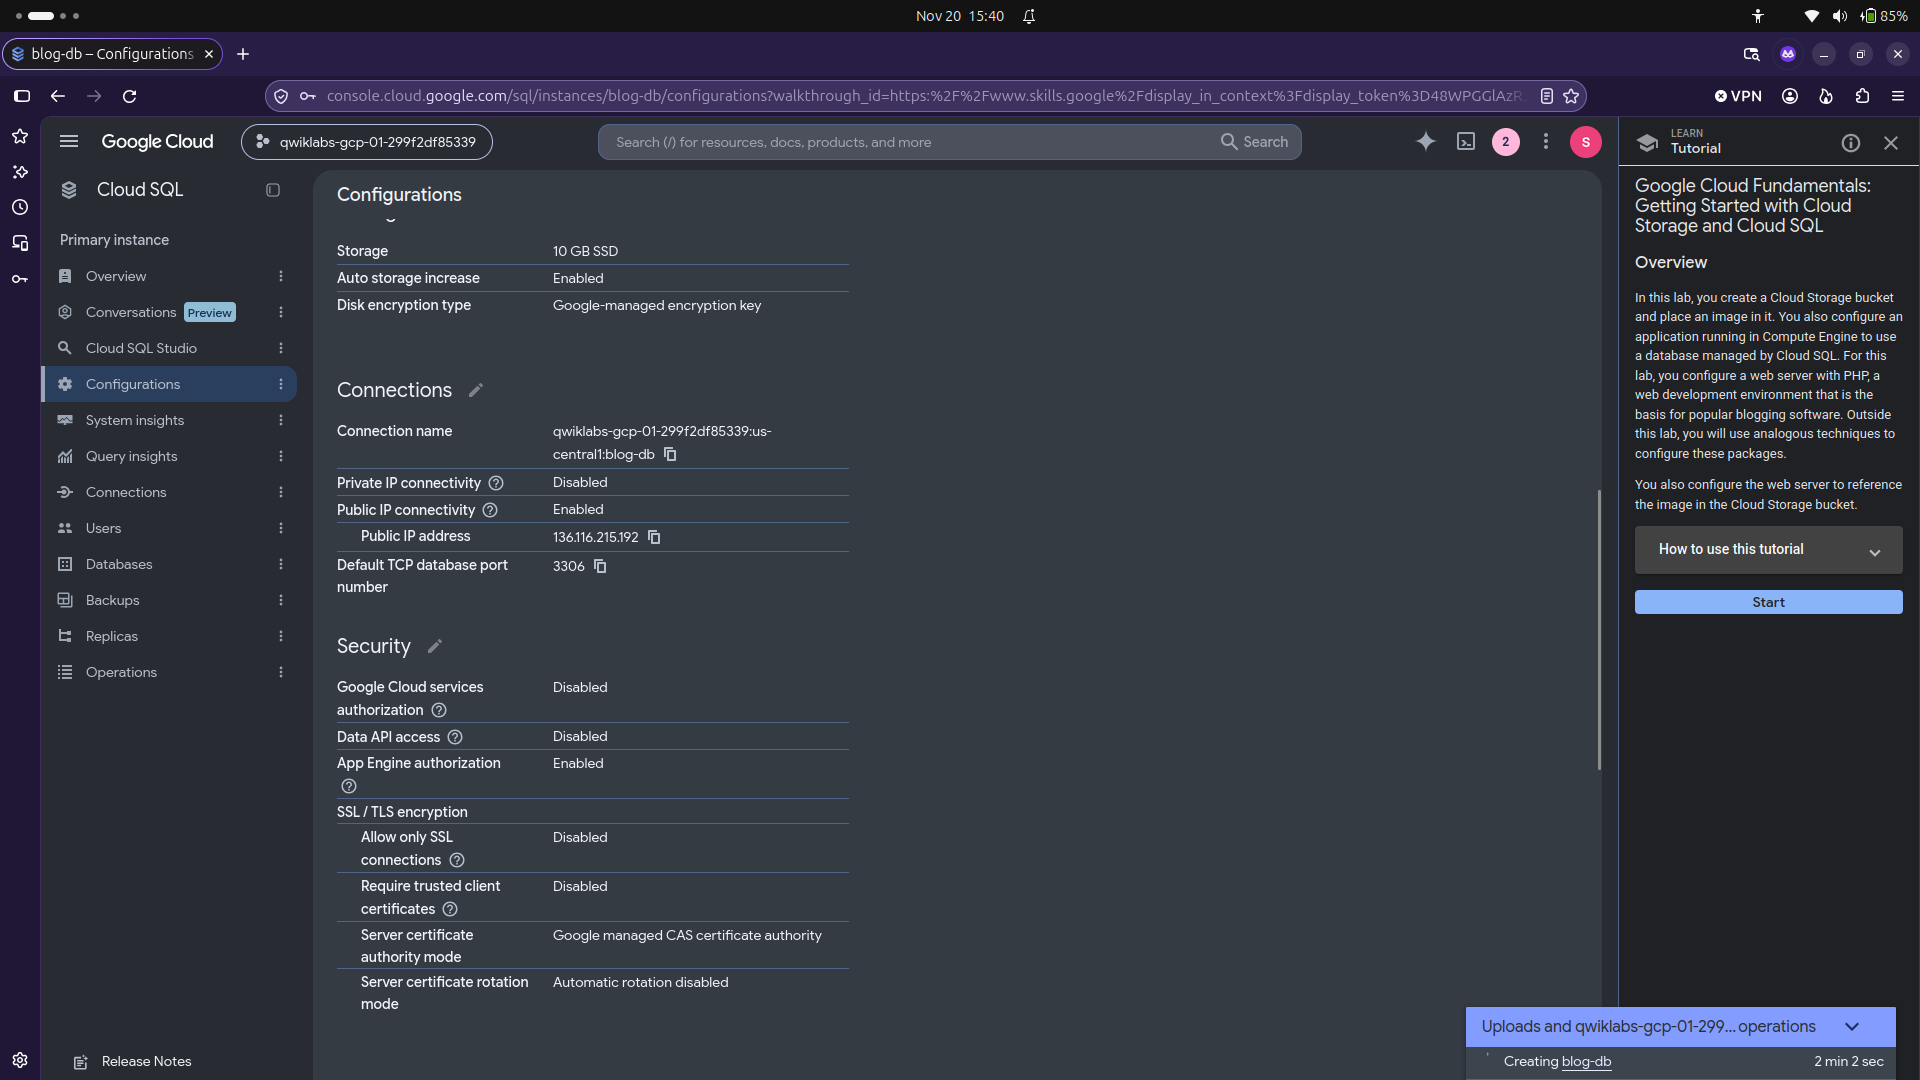 Nov 20 15:40
85%
blog-db – Configurations
console.cloud.google.com/sql/instances/blog-db/configurations?walkthrough_id=https:%2F%2Fwww.skills.google%2Fdisplay_in_context%3Fdisplay_token%3D48WPGGlAzR
VPN
Google Cloud
qwiklabs-gcp-01-299f2df85339
Search (/) for resources, docs, products, and more
Search
2
S
Cloud SQL
Primary instance
Overview
Conversations Preview
Cloud SQL Studio
Configurations
System insights
Query insights
Connections
Users
Databases
Backups
Replicas
Operations
Release Notes
Configurations
Storage 10 GB SSD
Auto storage increase Enabled
Disk encryption type Google-managed encryption key
Connections
Connection name qwiklabs-gcp-01-299f2df85339:us-
central1:blog-db
Private IP connectivity Disabled
Public IP connectivity Enabled
Public IP address 136.116.215.192
Default TCP database port 3306
number
Security
Google Cloud services Disabled
authorization
Data API access Disabled
App Engine authorization Enabled
SSL / TLS encryption
Allow only SSL Disabled
connections
Require trusted client Disabled
certificates
Server certificate Google managed CAS certificate authority
authority mode
Server certificate rotation Automatic rotation disabled
mode
LEARN
Tutorial
Google Cloud Fundamentals:
Getting Started with Cloud
Storage and Cloud SQL
Overview
In this lab, you create a Cloud Storage bucket
and place an image in it. You also configure an
application running in Compute Engine to use
a database managed by Cloud SQL. For this
lab, you configure a web server with PHP, a
web development environment that is the
basis for popular blogging software. Outside
this lab, you will use analogous techniques to
configure these packages.
You also configure the web server to reference
the image in the Cloud Storage bucket.
How to use this tutorial
Start
Uploads and qwiklabs-gcp-01-299... operations
Creating blog-db 2 min 2 sec